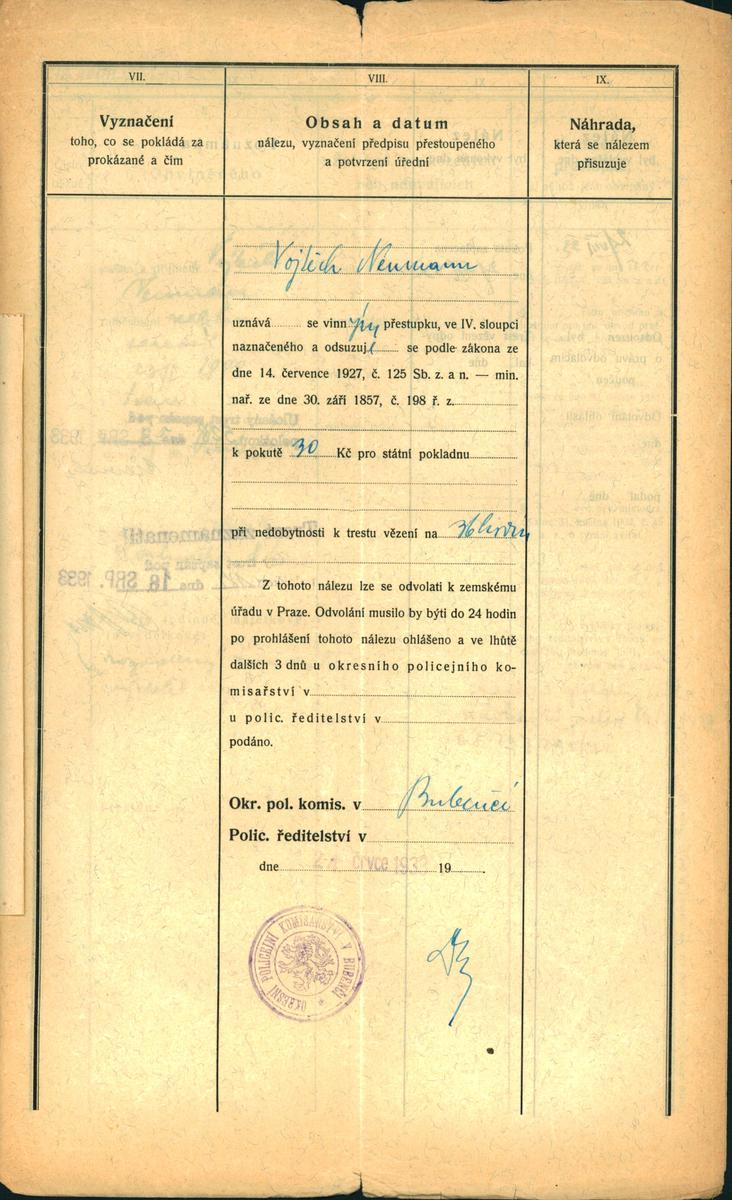 VII.
Vyznačení
toho, co se pokládá za
prokázané a čím
VIII.
Obsah a datum
nálezu, vyznačení předpisu přestoupeného
a potvrzení úřední
IX.
Náhrada,
která se nálezem
přisuzuje
Vojtěch Neumann
uznává se vinným přestupku, ve IV. sloupci
naznačeného a odsuzuje se podle zákona ze
dne 14. července 1927, č. 125 Sb. z. a n. — min.
nař. ze dne 30. září 1857, č. 198 ř. z.
k pokutě 30 Kč pro státní pokladnu
při nedobytnosti k trestu vězení na hodin
Z tohoto nálezu lze se odvolati k zemskému
úřadu v Praze. Odvolání musilo by býti do 24 hodin
po prohlášení tohoto nálezu ohlášeno a ve lhůtě
dalších 3 dnů u okresního policejního ko-
misařství v
u polic. ředitelství v
podáno.
Okr. pol. komis. v Bubenči
Polic. ředitelství v
dne 19
OKRESNÍ POLICEJNÍ KOMISAŘSTVÍ V BUBENČI